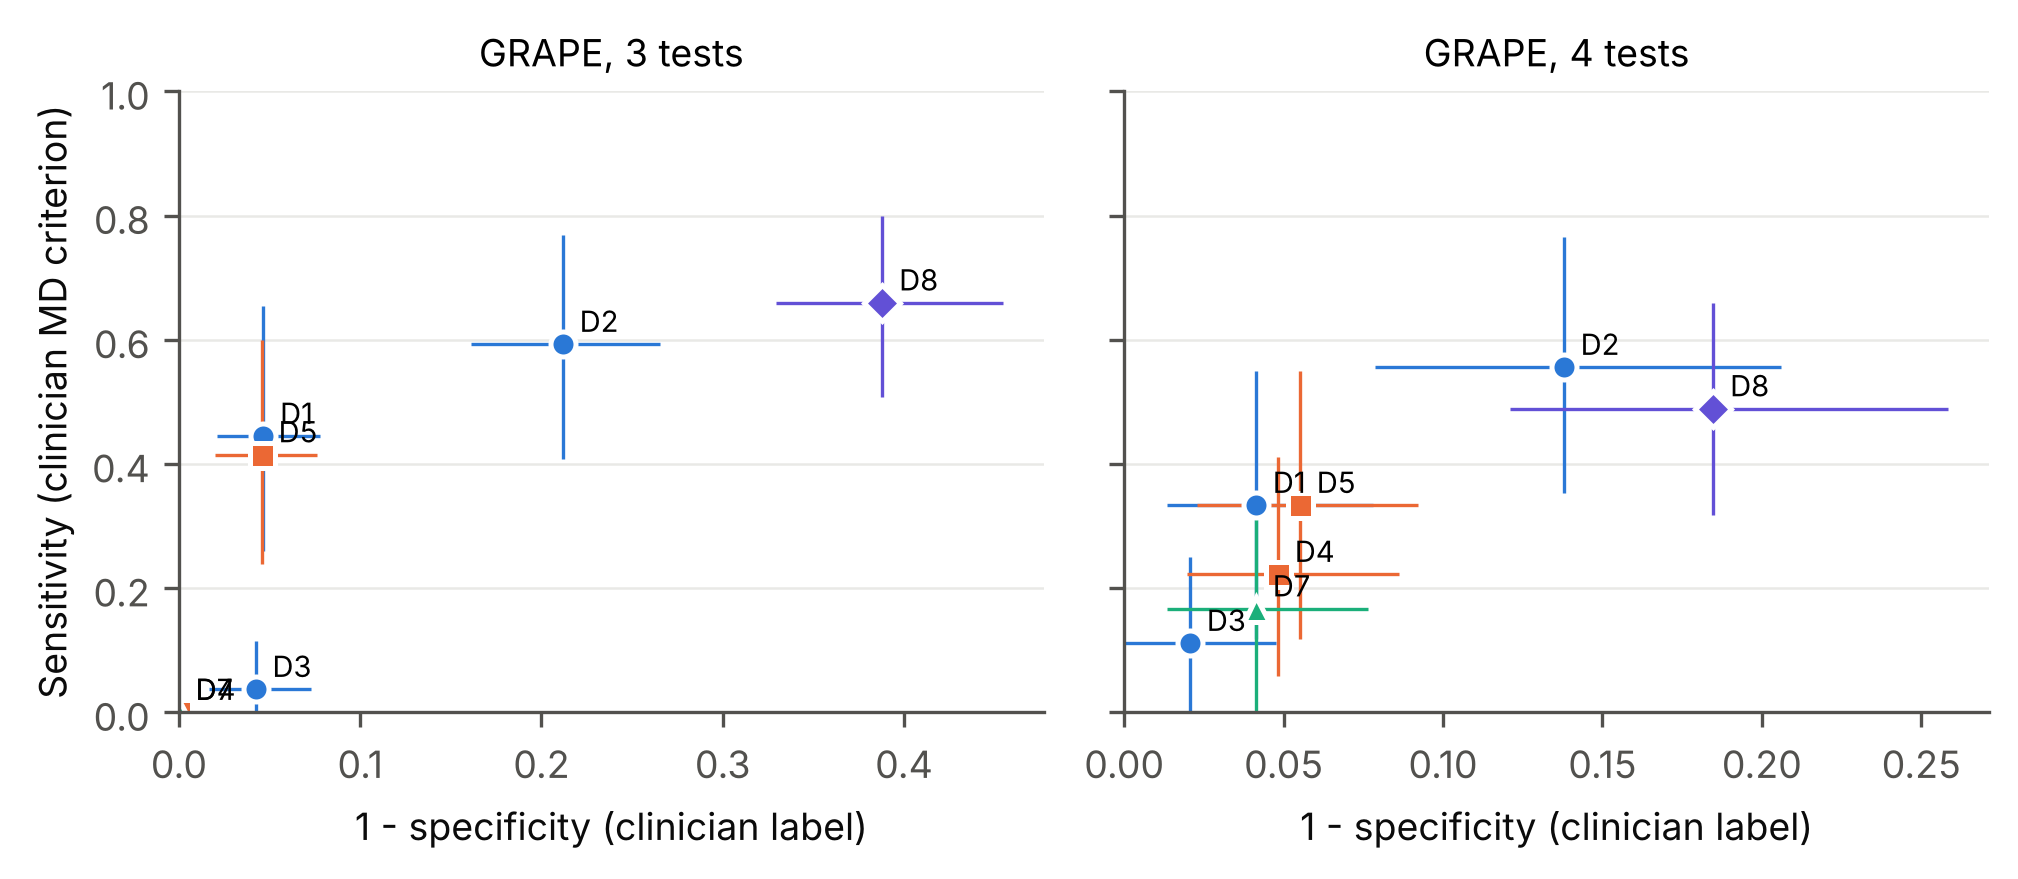 GRAPE, 3 tests
1.0
0.8
0.6
0.4
0.2
0.0
Sensitivity (clinician MD criterion)
D8
D2
D1
D5
D3
D7
D4
0.0 0.1 0.2 0.3 0.4
1 - specificity (clinician label)
GRAPE, 4 tests
D2
D8
D1 D5
D4
D7
D3
0.00 0.05 0.10 0.15 0.20 0.25
1 - specificity (clinician label)